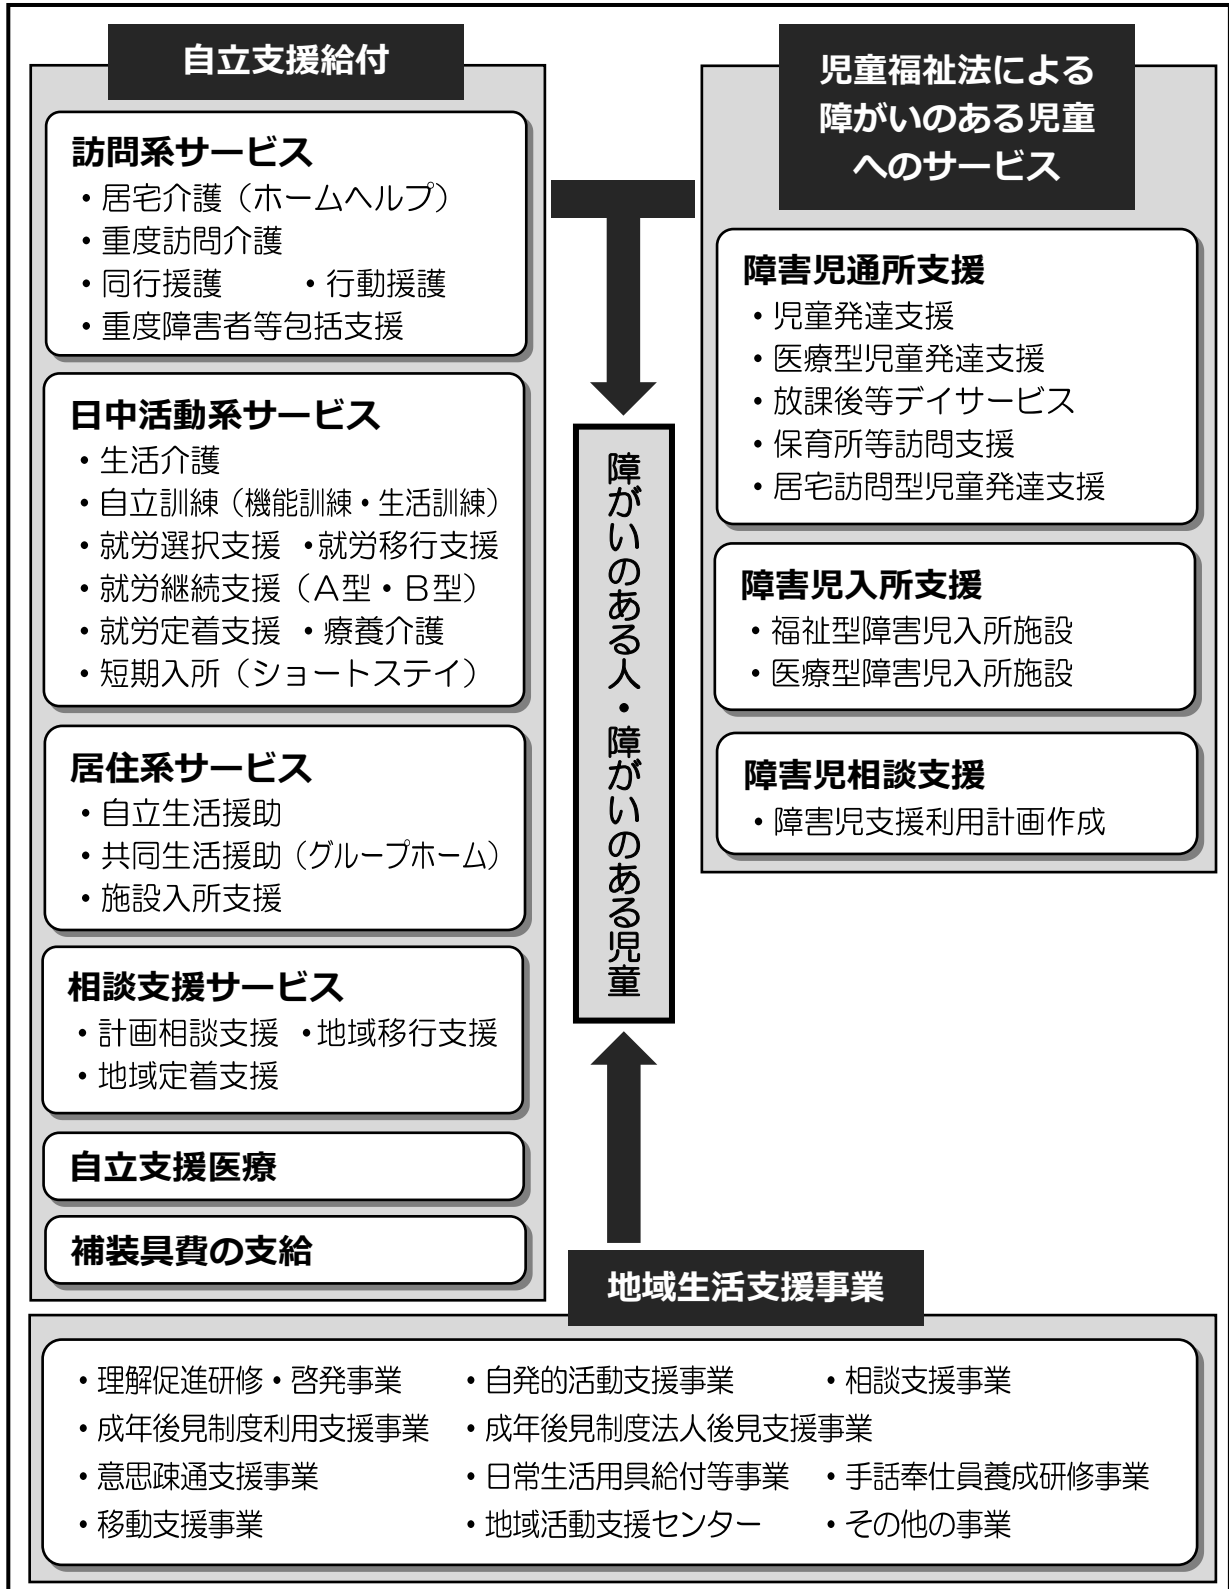 自立支援給付
訪問系サービス
・居宅介護（ホームヘルプ）
・重度訪問介護
・同行援護　・行動援護
・重度障害者等包括支援
日中活動系サービス
・生活介護
・自立訓練（機能訓練・生活訓練）
・就労選択支援　・就労移行支援
・就労継続支援（Ａ型・Ｂ型）
・就労定着支援　・療養介護
・短期入所（ショートステイ）
居住系サービス
・自立生活援助
・共同生活援助（グループホーム）
・施設入所支援
相談支援サービス
・計画相談支援　・地域移行支援
・地域定着支援
自立支援医療
補装具費の支給
障がいのある人・障がいのある児童
児童福祉法による
障がいのある児童
へのサービス
障害児通所支援
・児童発達支援
・医療型児童発達支援
・放課後等デイサービス
・保育所等訪問支援
・居宅訪問型児童発達支援
障害児入所支援
・福祉型障害児入所施設
・医療型障害児入所施設
障害児相談支援
・障害児支援利用計画作成
地域生活支援事業
・理解促進研修・啓発事業　・自発的活動支援事業　・相談支援事業
・成年後見制度利用支援事業　・成年後見制度法人後見支援事業
・意思疎通支援事業　・日常生活用具給付等事業　・手話奉仕員養成研修事業
・移動支援事業　・地域活動支援センター　・その他の事業